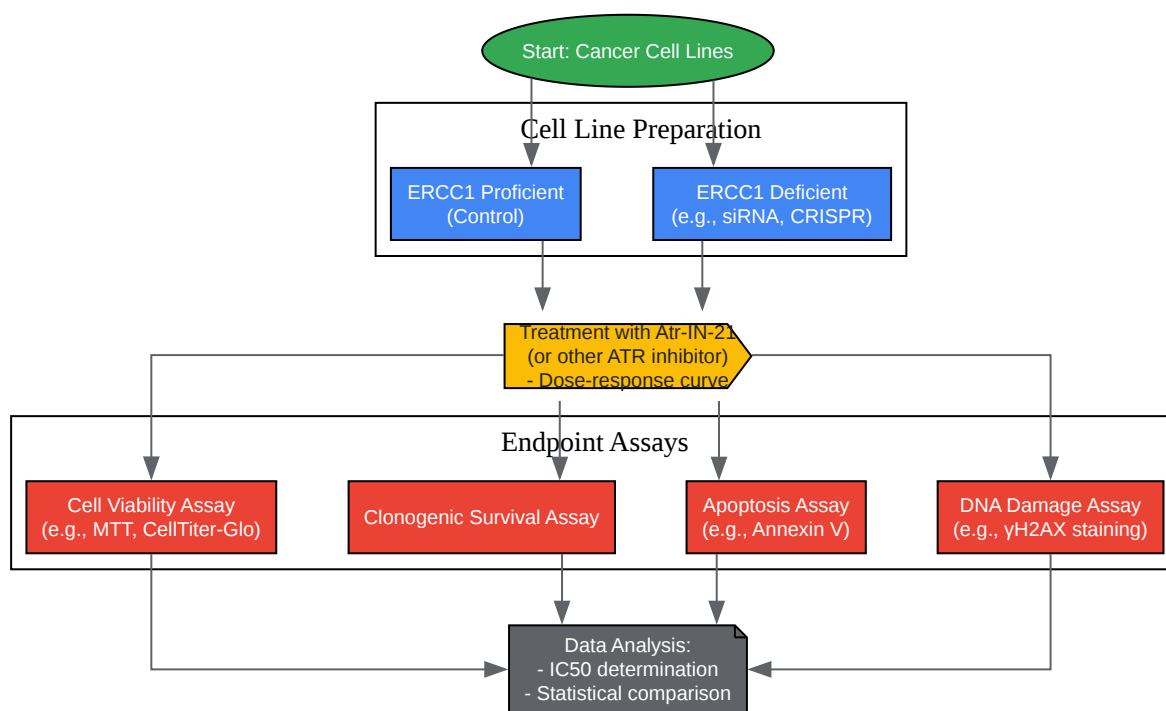 Start: Cancer Cell Lines
Cell Line Preparation
ERCC1 Proficient
(Control)
ERCC1 Deficient
(e.g., siRNA, CRISPR)
Treatment with Atr-IN-21
(or other ATR inhibitor)
- Dose-response curve
Endpoint Assays
Cell Viability Assay
(e.g., MTT, CellTiter-Glo)
Clonogenic Survival Assay
Apoptosis Assay
(e.g., Annexin V)
DNA Damage Assay
(e.g., γH2AX staining)
Data Analysis:
- IC50 determination
- Statistical comparison